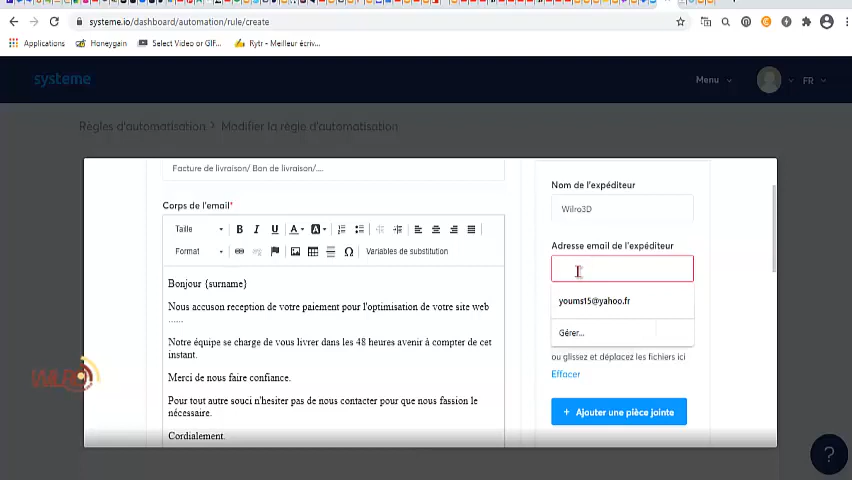 systeme.io/dashboard/automation/rule/create
Applications
Honeygain
Select Video or GIF...
Rytr - Meilleur écriv...
systeme
Menu
FR
Règles d'automatisation > Modifier la règle d'automatisation
Facture de livraison/ Bon de livraison/....
Corps de l'email*
Taille
B I U A A
Format
Ω
Variables de substitution
Bonjour {surname}
Nous accuson reception de votre paiement pour l'optimisation de votre site web
......
Notre équipe se charge de vous livrer dans les 48 heures avenir à compter de cet
instant.
Merci de nous faire confiance.
Pour tout autre souci n'hesiter pas de nous contacter pour que nous fassion le
nécessaire.
Cordialement.
Nom de l'expéditeur
Wilro3D
Adresse email de l'expéditeur
youms15@yahoo.fr
Gérer...
ou glissez et déplacez les fichiers ici
Effacer
+ Ajouter une pièce jointe
?